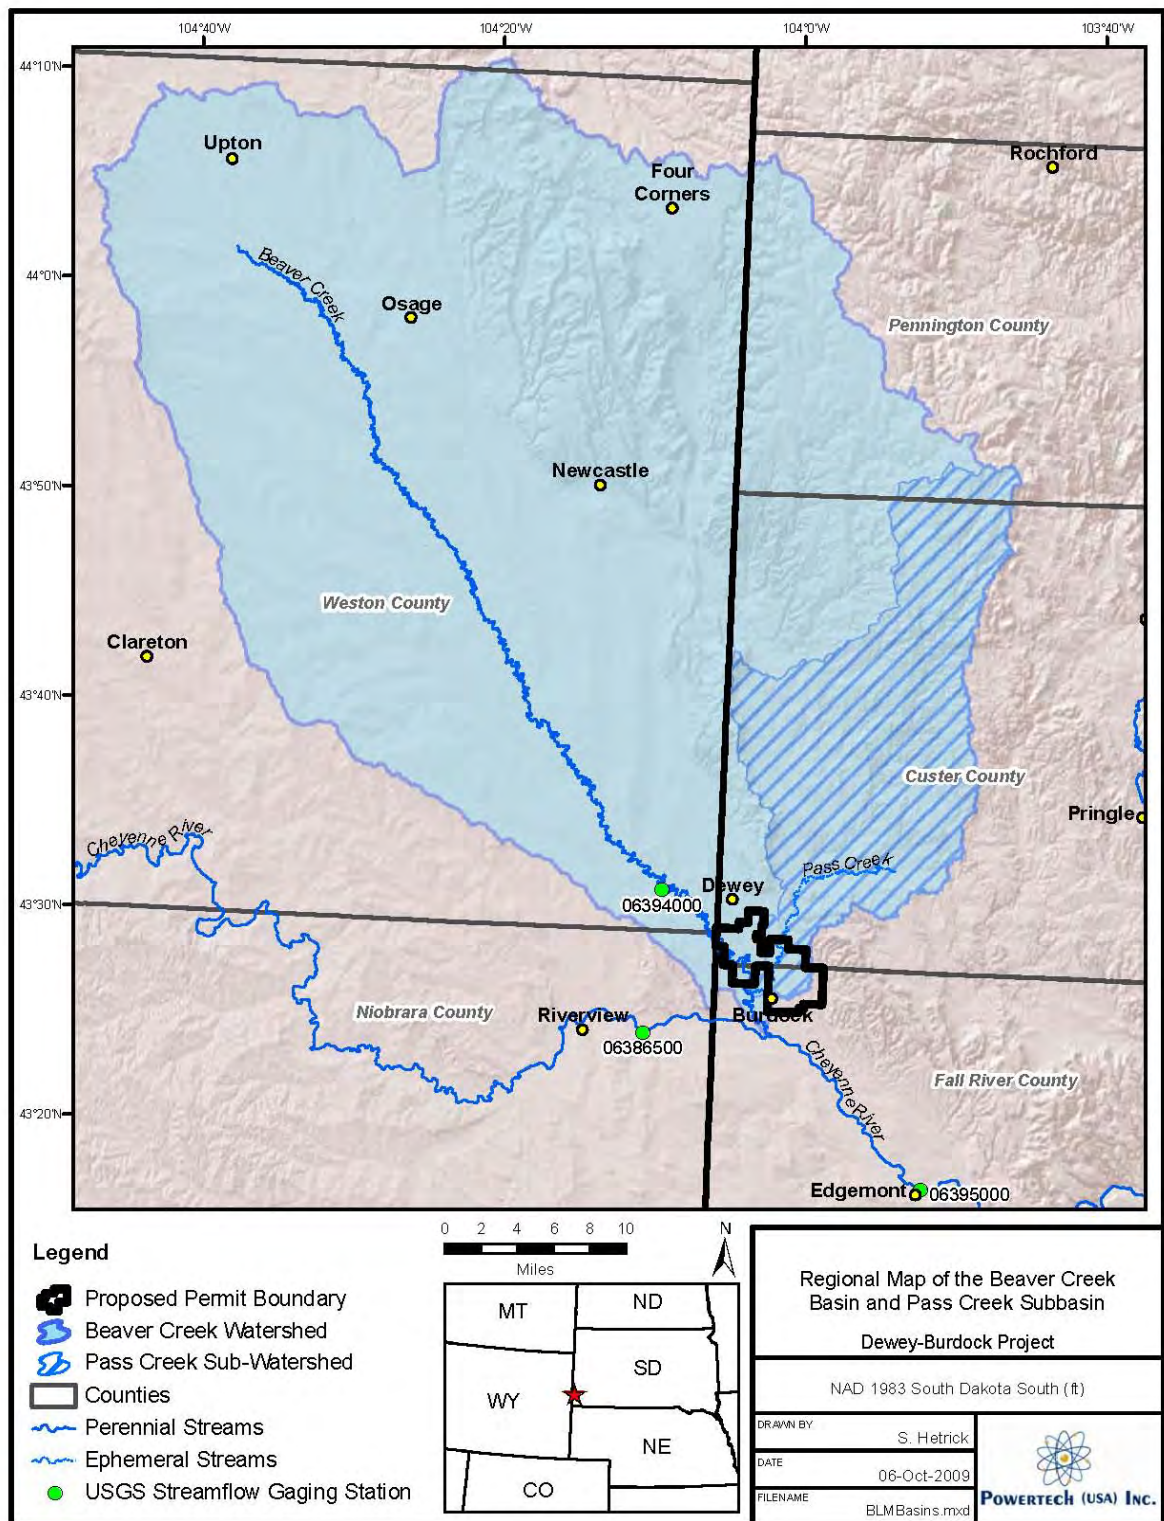 104°40'W
104°20'W
104°0'W
103°40'W
44°10'N
44°0'N
43°50'N
43°40'N
43°30'N
43°20'N
Upton
Four
Corners
Rochford
Beaver Creek
Osage
Pennington County
Newcastle
Weston County
Clareton
Custer County
Pringle
Cheyenne River
Pass Creek
Dewey
06394000
Niobrara County
Riverview
06386500
Burdock
Cheyenne River
Fall River County
Edgemont
06395000
Legend
Proposed Permit Boundary
Beaver Creek Watershed
Pass Creek Sub-Watershed
Counties
Perennial Streams
Ephemeral Streams
USGS Streamflow Gaging Station
0 2 4 6 8 10
Miles
N
MT
ND
SD
WY
NE
CO
Regional Map of the Beaver Creek
Basin and Pass Creek Subbasin
Dewey-Burdock Project
NAD 1983 South Dakota South (ft)
DRAWN BY
S. Hetrick
DATE
06-Oct-2009
FILENAME
BLMBasins.mxd
POWERTECH (USA) INC.